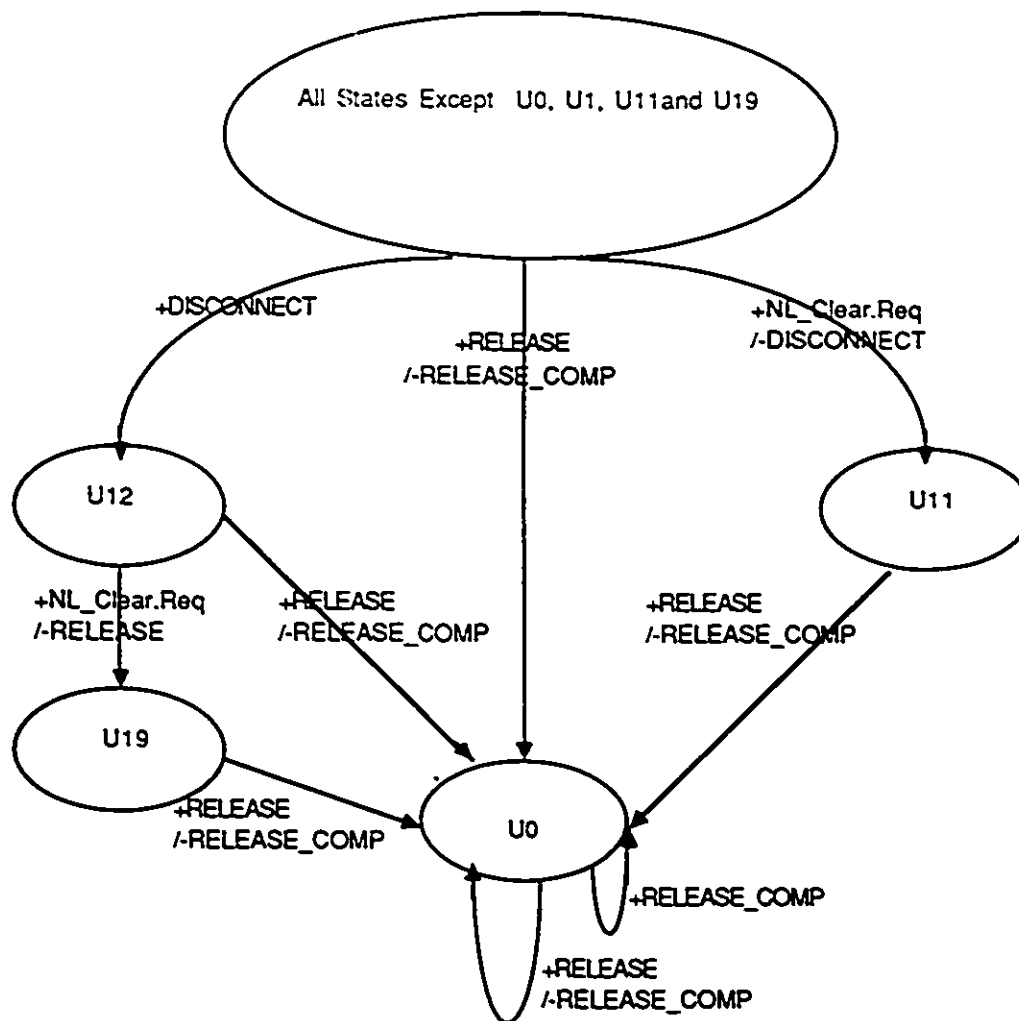 All States Except U0, U1, U11and U19
+DISCONNECT
+RELEASE
/-RELEASE_COMP
+NL_Clear.Req
/-DISCONNECT
U12
U11
+NL_Clear.Req
/-RELEASE
+RELEASE
/-RELEASE_COMP
+RELEASE
/-RELEASE_COMP
U19
+RELEASE
/-RELEASE_COMP
U0
+RELEASE_COMP
+RELEASE
/-RELEASE_COMP